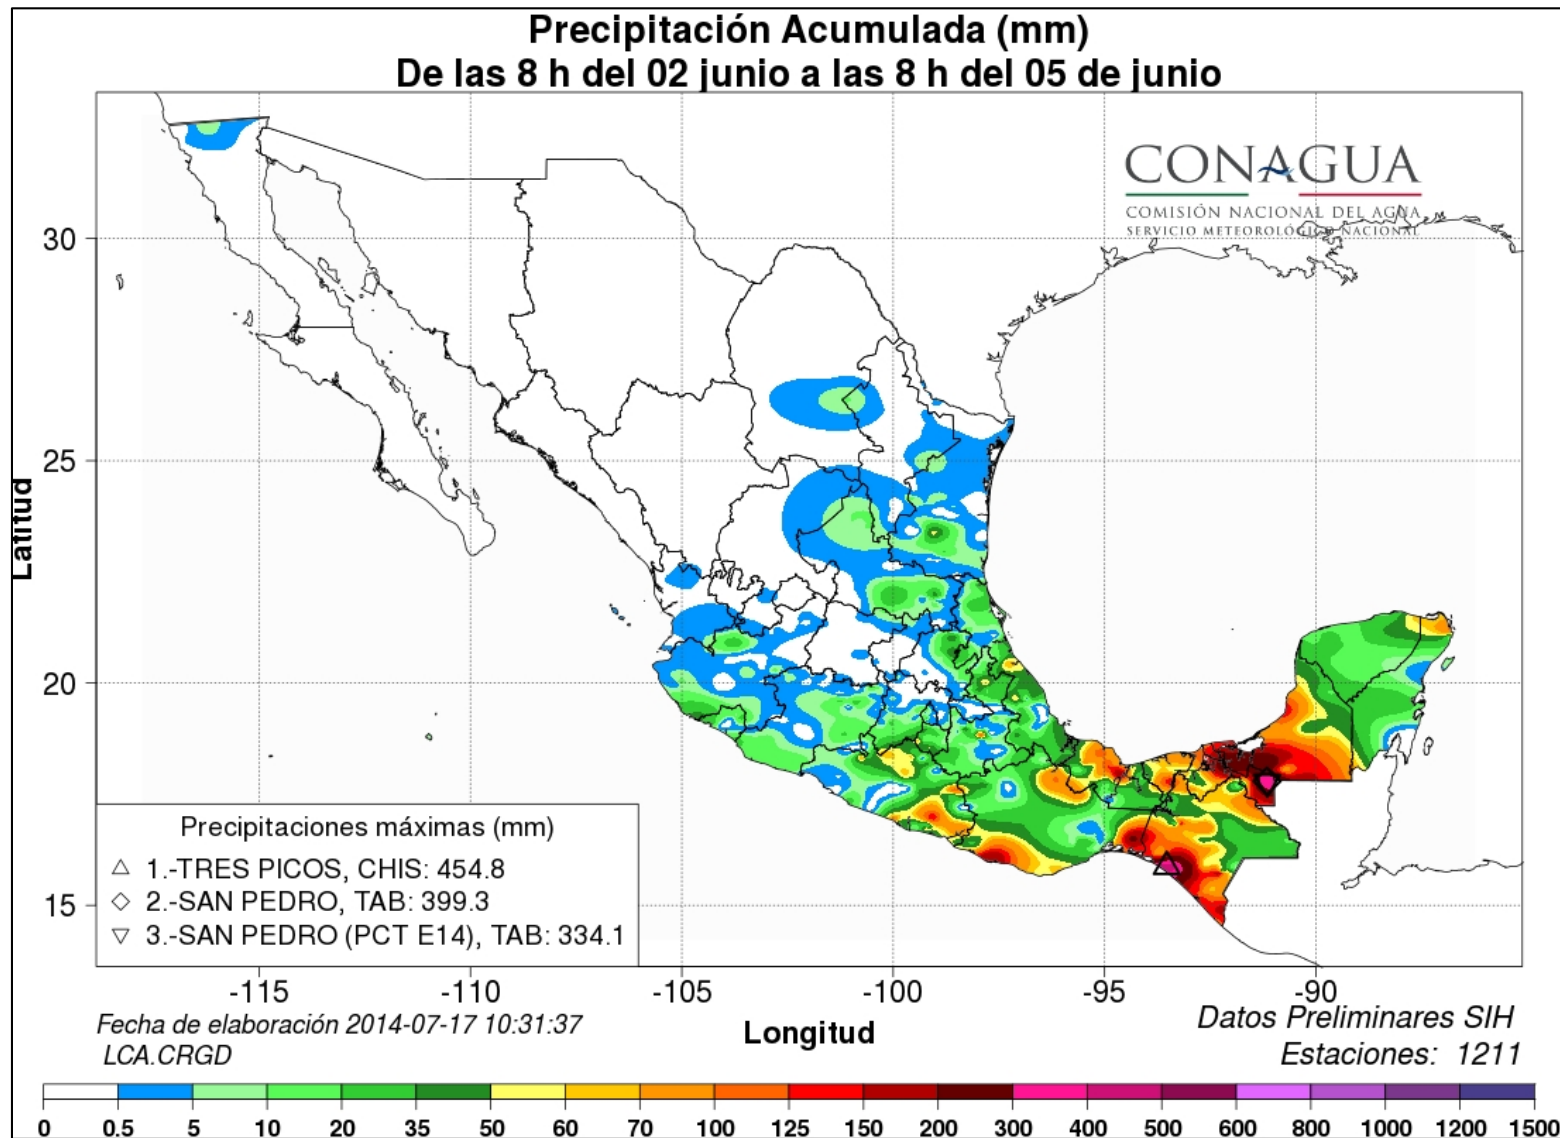 Precipitación Acumulada (mm)
De las 8 h del 02 junio a las 8 h del 05 de junio
CONAGUA
COMISIÓN NACIONAL DEL AGUA
SERVICIO METEOROLÓGICO NACIONAL
30
25
20
15
Latitud
Precipitaciones máximas (mm)
1.-TRES PICOS, CHIS: 454.8
2.-SAN PEDRO, TAB: 399.3
3.-SAN PEDRO (PCT E14), TAB: 334.1
-115 -110 -105 -100 -95 -90
Longitud
Fecha de elaboración 2014-07-17 10:31:37
LCA.CRGD
Datos Preliminares SIH
Estaciones: 1211
0 0.5 5 10 20 35 50 60 70 100 125 150 200 300 400 500 600 800 1000 1200 1500